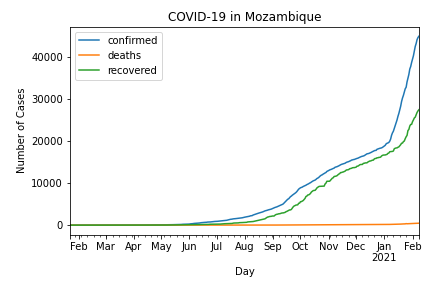 COVID-19 in Mozambique
confirmed
deaths
recovered
Number of Cases
40000
30000
20000
10000
0
Feb Mar Apr May Jun Jul Aug Sep Oct Nov Dec Jan Feb
2021
Day